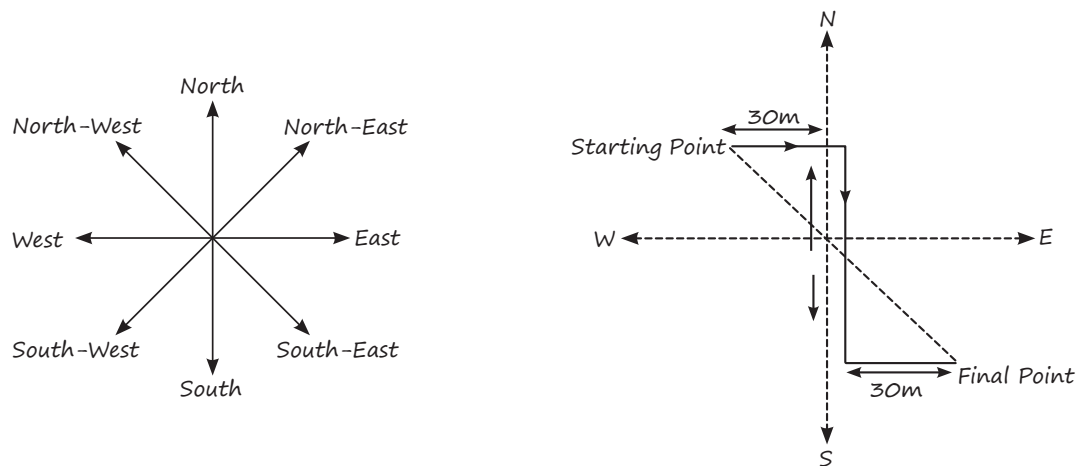 North
North-West
North-East
West
East
South-West
South-East
South
N
30m
Starting Point
W
E
Final Point
30m
S